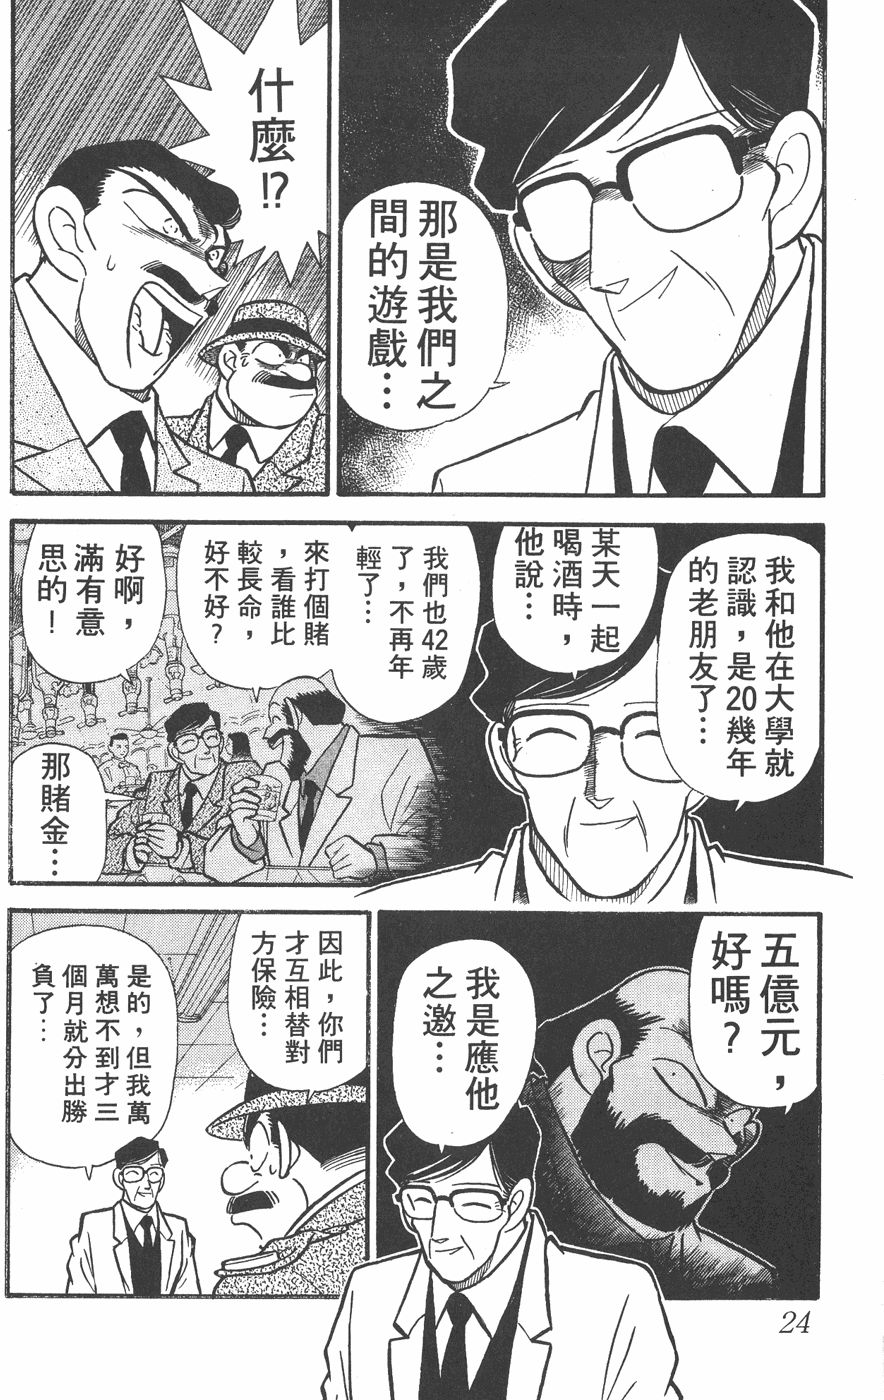 那是我們之
間的遊戲⋯
什麼!?
我和他在大學就
認識，是20幾年
的老朋友了⋯
某天一起
喝酒時，
他說⋯
我們也42歲
了，不再年
輕了⋯
來打個賭
，看誰比
較長命，
好不好？
好啊，
滿有意
思的！
那賭金⋯
五億元，
好嗎？
我是應他
之邀⋯
因此，你們
才互相替對
方保險⋯
是的，但我萬
萬想不到才三
個月就分出勝
負了⋯
24